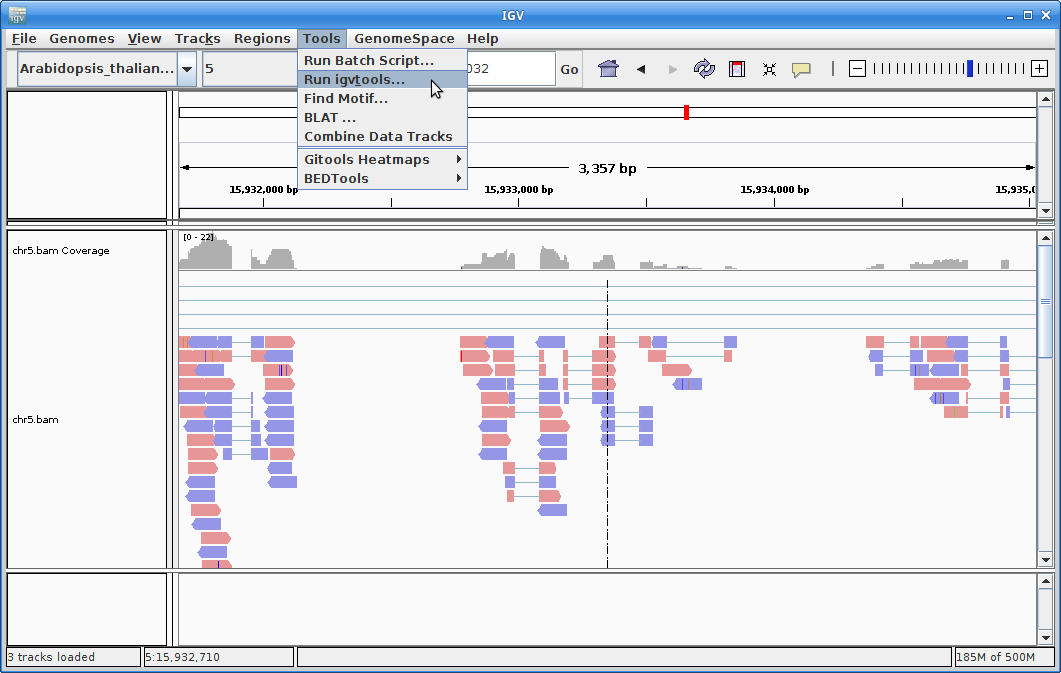 IGV
igv
File Genomes View Tracks Regions Tools GenomeSpace Help
Arabidopsis_thalian... 5 032 Go
Run Batch Script...
Run igvtools...
Find Motif...
BLAT ...
Combine Data Tracks
Gitools Heatmaps
BEDTools
3,357 bp
15,932,000 bp 15,933,000 bp 15,934,000 bp 15,935,0
[0 - 22]
chr5.bam Coverage
chr5.bam
3 tracks loaded 5:15,932,710 185M of 500M